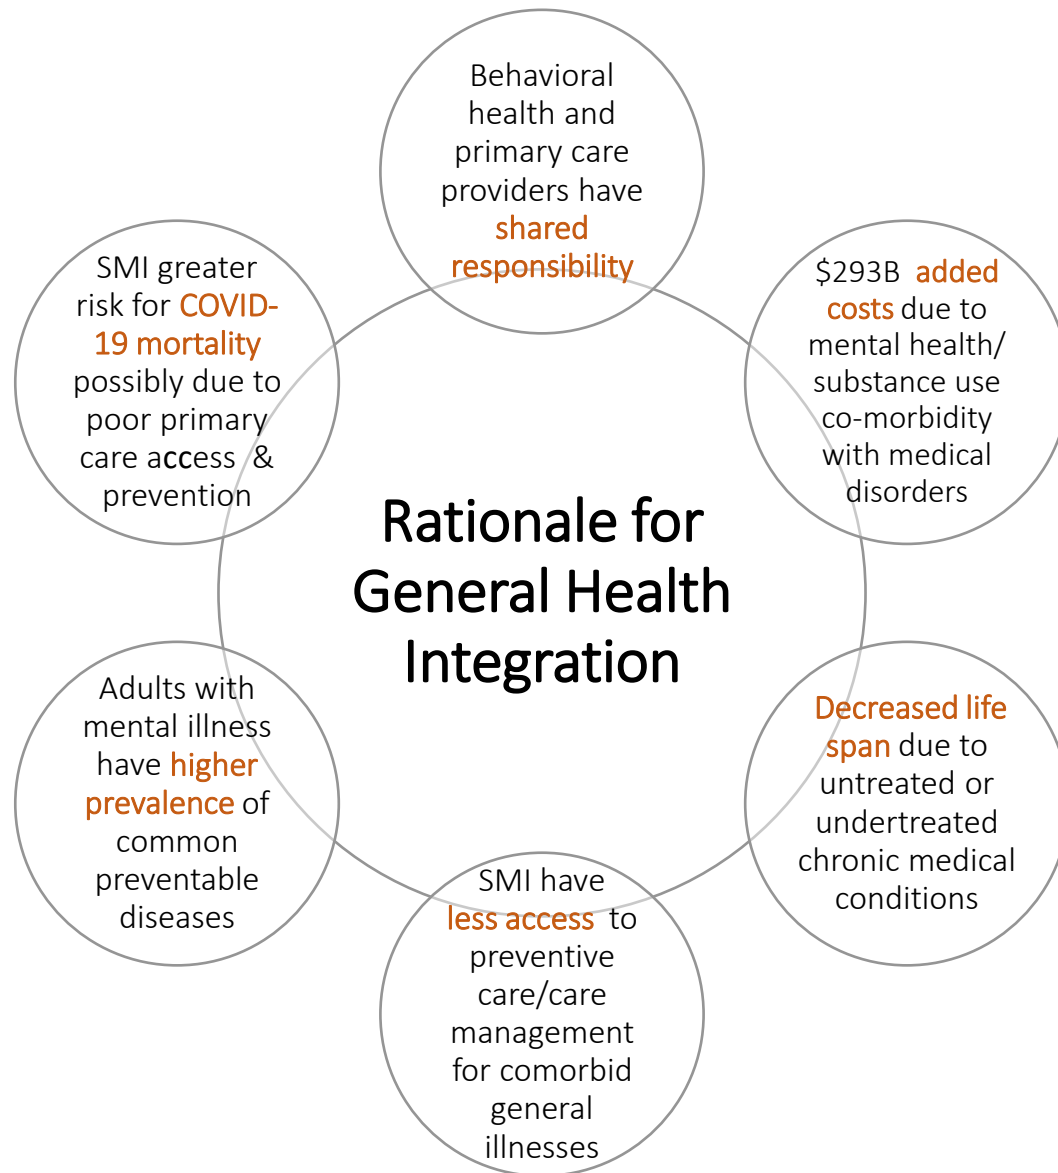 Behavioral
health and
primary care
providers have
shared
responsibility
$293B added
costs due to
mental health/
substance use
co-morbidity
with medical
disorders
Decreased life
span due to
untreated or
undertreated
chronic medical
conditions
SMI have
less access to
preventive
care/care
management
for comorbid
general
illnesses
Adults with
mental illness
have higher
prevalence of
common
preventable
diseases
SMI greater
risk for COVID-
19 mortality
possibly due to
poor primary
care access &
prevention
Rationale for
General Health
Integration